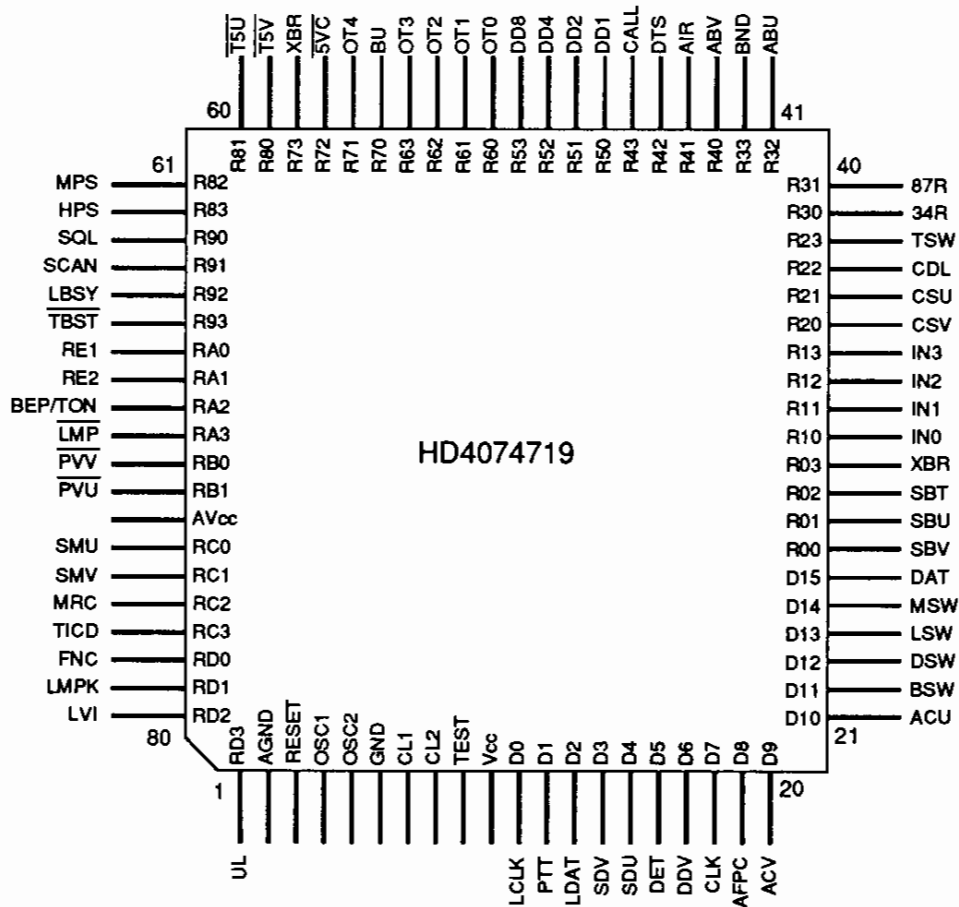 T5U T5V XBR 5VC OT4 BU OT3 OT2 OT1 OT0 DD8 DD4 DD2 DD1 CALL DTS AIR ABV BND ABU
60 41
R81 R80 R73 R72 R71 R70 R63 R62 R61 R60 R53 R52 R51 R50 R43 R42 R41 R40 R33 R32
61 40
MPS R82 R31 87R
HPS R83 R30 34R
SQL R90 R23 TSW
SCAN R91 R22 CDL
LBSY R92 R21 CSU
TBST R93 R20 CSV
RE1 RA0 R13 IN3
RE2 RA1 R12 IN2
BEP/TON RA2 R11 IN1
LMP RA3 R10 IN0
HD4074719
PVV RB0 R03 XBR
PVU RB1 R02 SBT
AVcc R01 SBU
SMU RC0 R00 SBV
SMV RC1 D15 DAT
MRC RC2 D14 MSW
TICD RC3 D13 LSW
FNC RD0 D12 DSW
LMPK RD1 D11 BSW
LVI RD2 D10 ACU
80 21
RD3 AGND RESET OSC1 OSC2 GND CL1 CL2 TEST Vcc D0 D1 D2 D3 D4 D5 D6 D7 D8 D9
1 20
UL LCLK PTT LDAT SDV SDU DET DDV CLK AFPC ACV